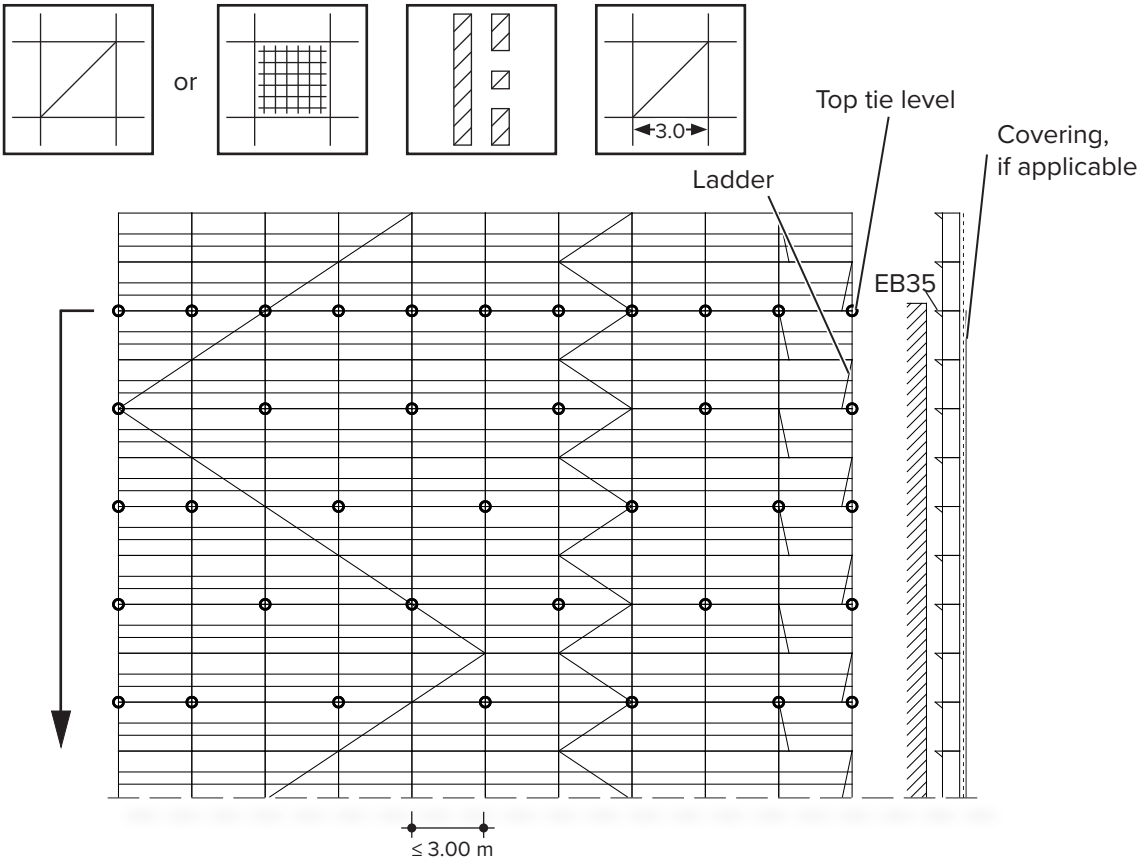 or
3.0
Top tie level
Covering,
if applicable
Ladder
EB35
≤ 3.00 m